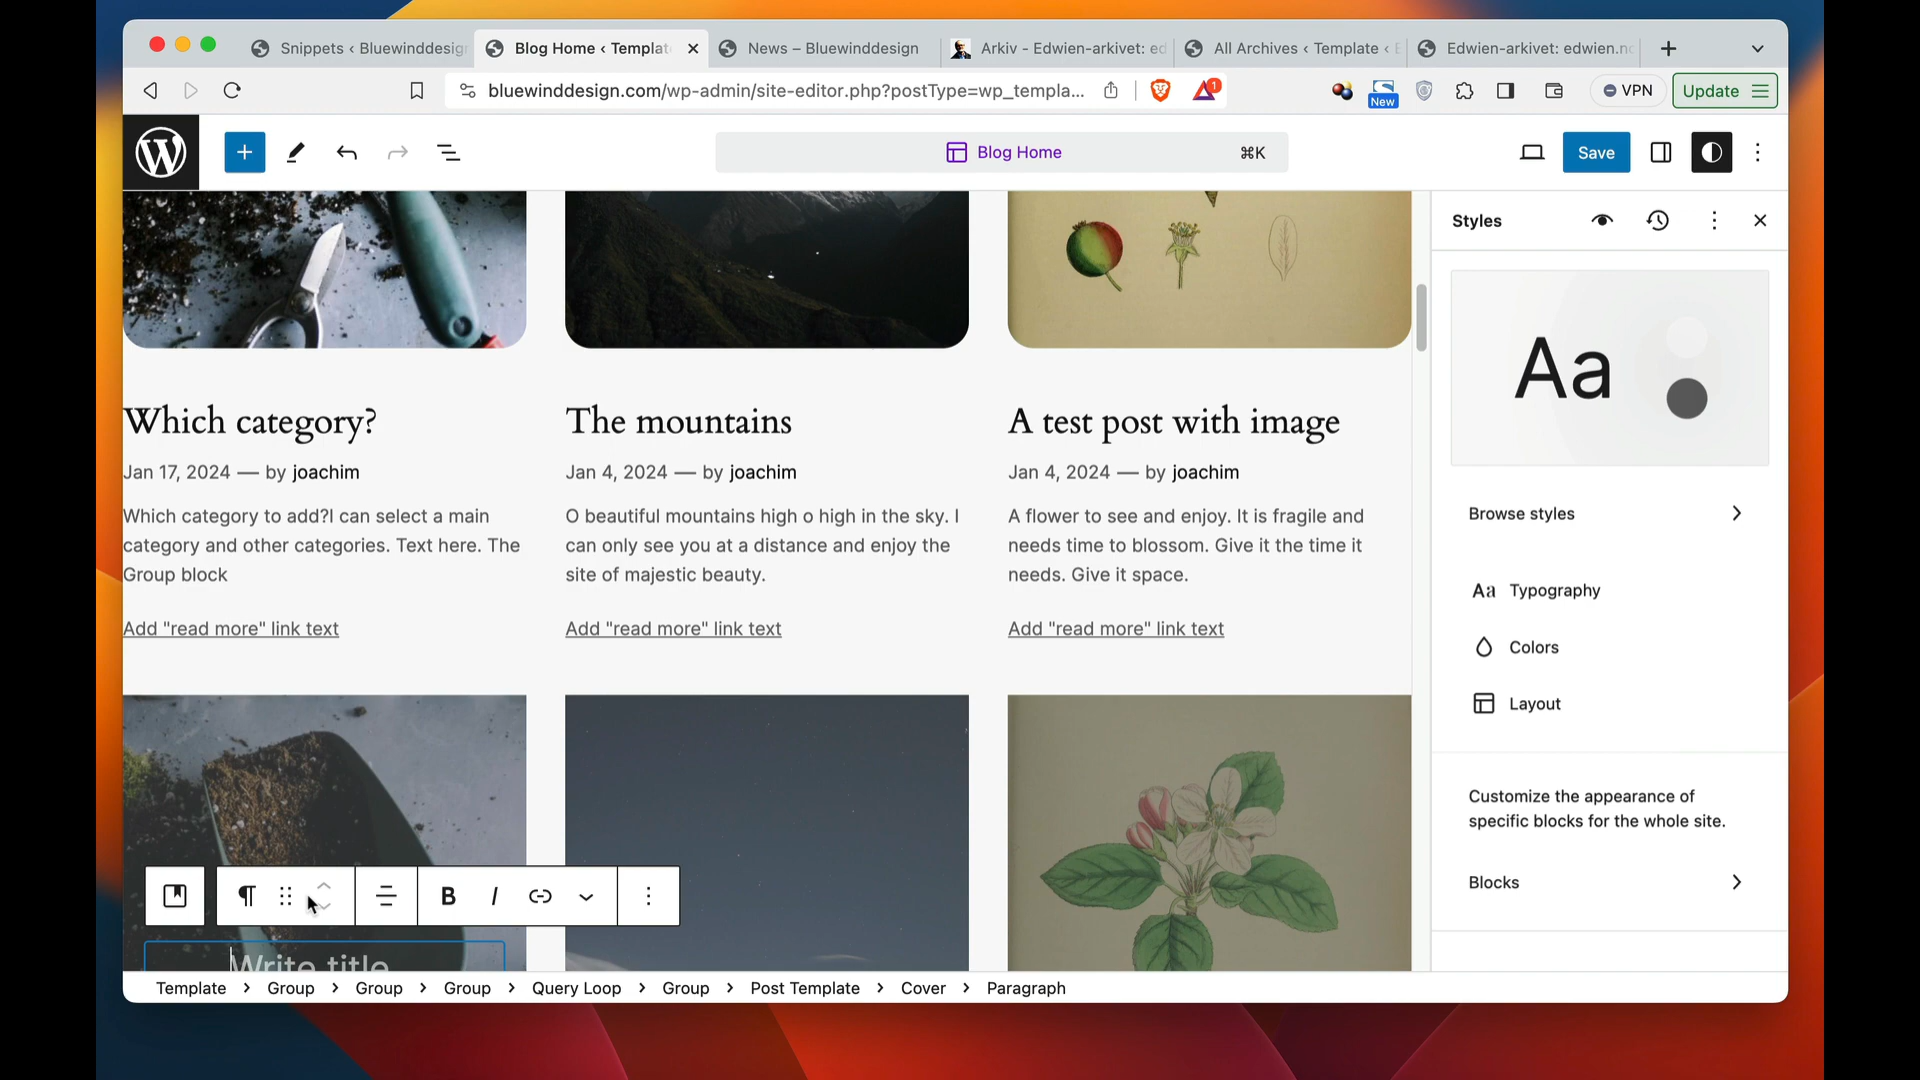 Snippets ‹ Bluewinddesig
Blog Home ‹ Templat
News – Bluewinddesign
Arkiv - Edwien-arkivet: ed
All Archives ‹ Template ‹ E
Edwien-arkivet: edwien.no
bluewinddesign.com/wp-admin/site-editor.php?postType=wp_templa...
1
New
VPN
Update
Blog Home
⌘K
Save
Styles
Aa
Browse styles
Aa Typography
Colors
Layout
Customize the appearance of
specific blocks for the whole site.
Blocks
Which category?
Jan 17, 2024 — by joachim
Which category to add?I can select a main
category and other categories. Text here. The
Group block
Add "read more" link text
The mountains
Jan 4, 2024 — by joachim
O beautiful mountains high o high in the sky. I
can only see you at a distance and enjoy the
site of majestic beauty.
Add "read more" link text
A test post with image
Jan 4, 2024 — by joachim
A flower to see and enjoy. It is fragile and
needs time to blossom. Give it the time it
needs. Give it space.
Add "read more" link text
B I
Write title
Template › Group › Group › Group › Query Loop › Group › Post Template › Cover › Paragraph